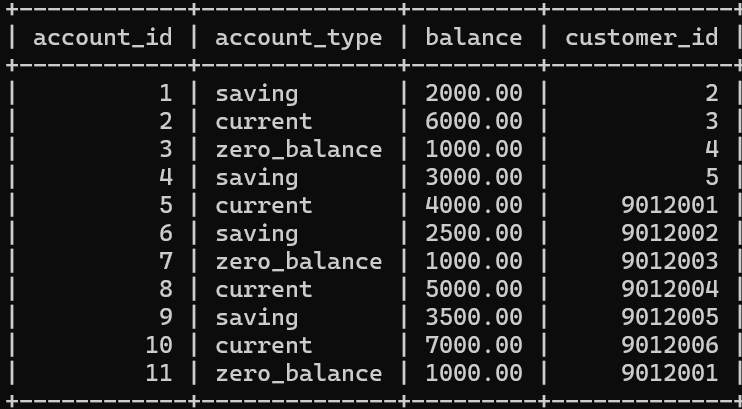 +------------+--------------+---------+-------------+
| account_id | account_type | balance | customer_id |
+------------+--------------+---------+-------------+
|          1 | saving       | 2000.00 |           2 |
|          2 | current      | 6000.00 |           3 |
|          3 | zero_balance | 1000.00 |           4 |
|          4 | saving       | 3000.00 |           5 |
|          5 | current      | 4000.00 |     9012001 |
|          6 | saving       | 2500.00 |     9012002 |
|          7 | zero_balance | 1000.00 |     9012003 |
|          8 | current      | 5000.00 |     9012004 |
|          9 | saving       | 3500.00 |     9012005 |
|         10 | current      | 7000.00 |     9012006 |
|         11 | zero_balance | 1000.00 |     9012001 |
+------------+--------------+---------+-------------+